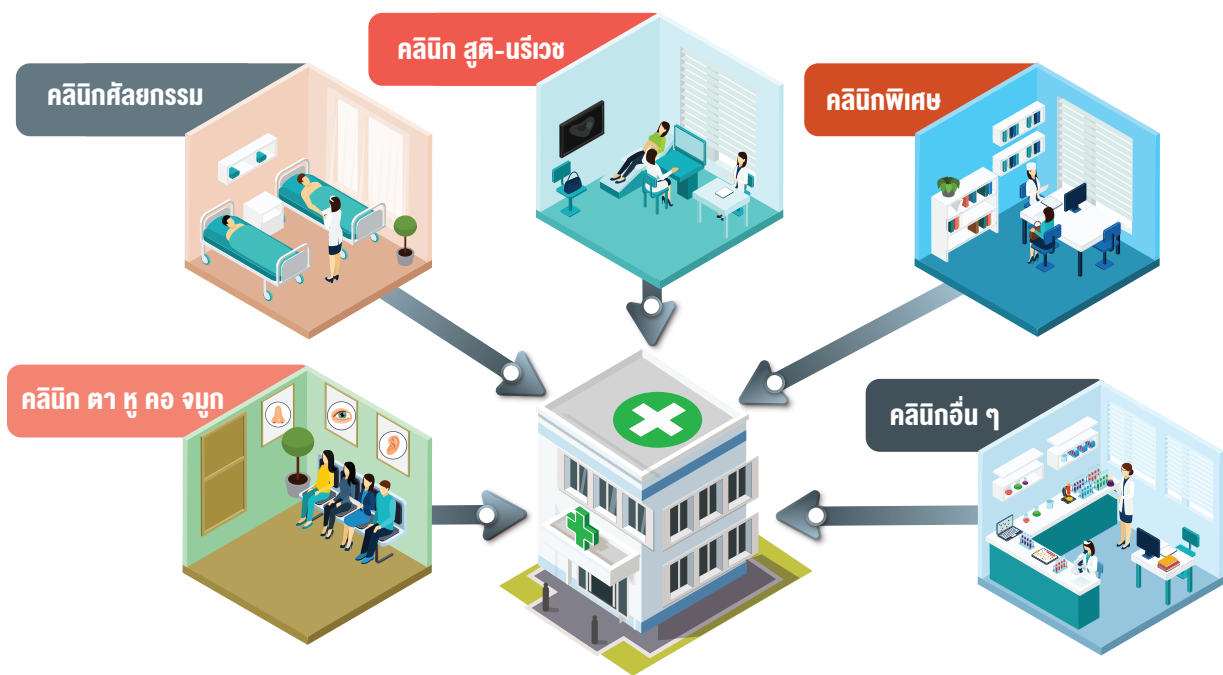 คลินิก สูติ-นรีเวช
คลินิกศัลยกรรม
คลินิกพิเศษ
คลินิก ตา หู คอ จมูก
คลินิกอื่น ๆ